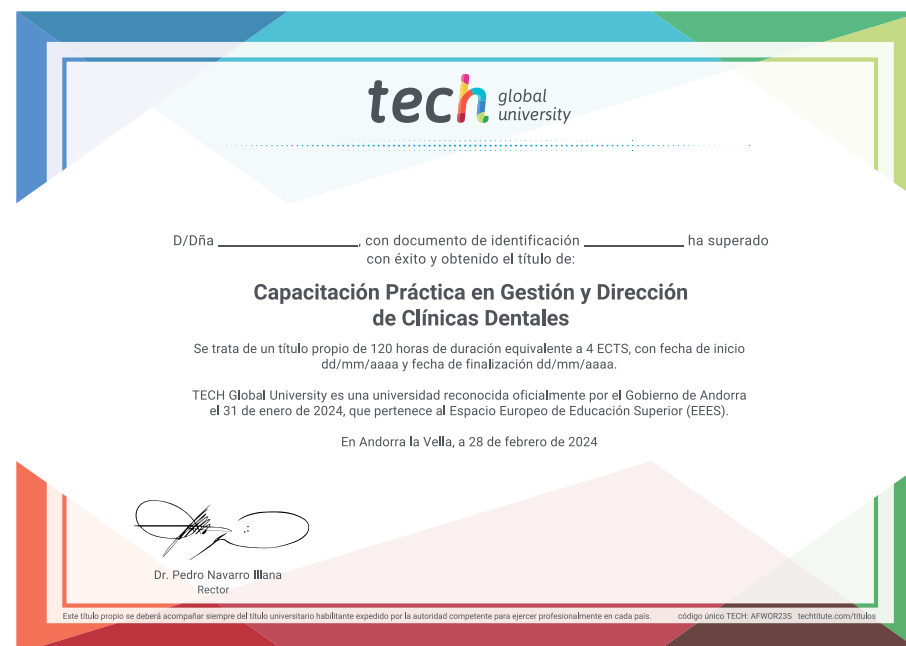 tech global university
D/Dña ____________, con documento de identificación ____________ ha superado
con éxito y obtenido el título de:
Capacitación Práctica en Gestión y Dirección
de Clínicas Dentales
Se trata de un título propio de 120 horas de duración equivalente a 4 ECTS, con fecha de inicio
dd/mm/aaaa y fecha de finalización dd/mm/aaaa.
TECH Global University es una universidad reconocida oficialmente por el Gobierno de Andorra
el 31 de enero de 2024, que pertenece al Espacio Europeo de Educación Superior (EEES).
En Andorra la Vella, a 28 de febrero de 2024
Dr. Pedro Navarro Illana
Rector
Este título propio se deberá acompañar siempre del título universitario habilitante expedido por la autoridad competente para ejercer profesionalmente en cada país. código único TECH: AFWOR23S techtitute.com/titulos